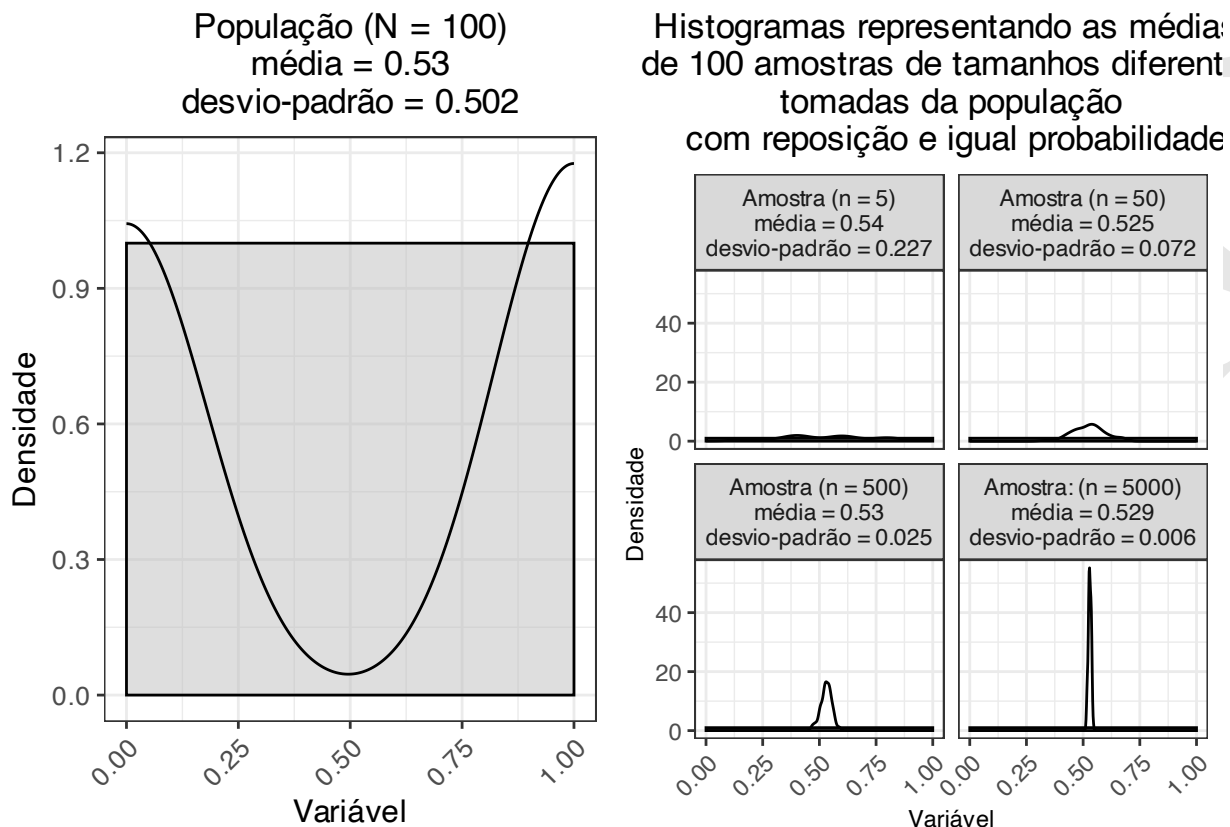 População (N = 100)
média = 0.53
desvio-padrão = 0.502
1.2
0.9
0.6
0.3
0.0
Densidade
0.00
0.25
0.50
0.75
1.00
Variável
Histogramas representando as médias
de 100 amostras de tamanhos diferent
tomadas da população
com reposição e igual probabilidade
Amostra (n = 5)
média = 0.54
desvio-padrão = 0.227
Amostra (n = 50)
média = 0.525
desvio-padrão = 0.072
40
20
0
Amostra (n = 500)
média = 0.53
desvio-padrão = 0.025
Amostra: (n = 5000)
média = 0.529
desvio-padrão = 0.006
40
20
0
Densidade
0.00
0.25
0.50
0.75
1.00
0.00
0.25
0.50
0.75
1.00
Variável